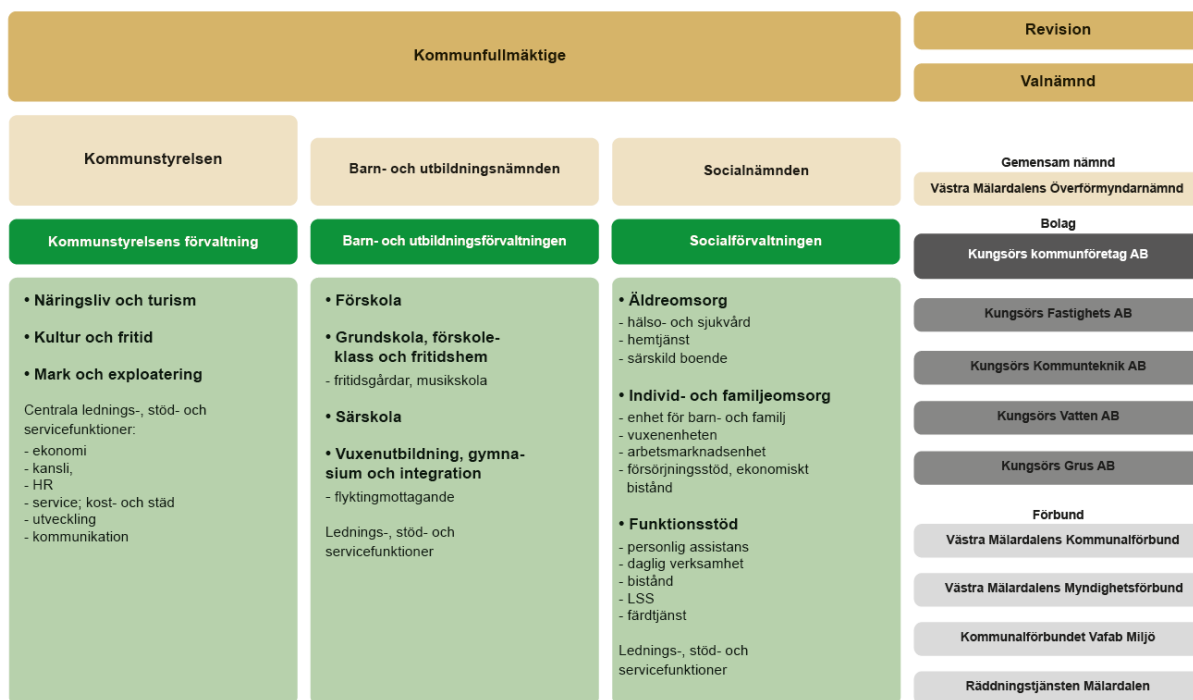 Kommunfullmäktige
Revision
Valnämnd
Kommunstyrelsen
Barn- och utbildningsnämnden
Socialnämnden
Gemensam nämnd
Västra Mälardalens Överförmyndarnämnd
Kommunstyrelsens förvaltning
Barn- och utbildningsförvaltningen
Socialförvaltningen
• Näringsliv och turism
• Kultur och fritid
• Mark och exploatering
Centrala lednings-, stöd- och
servicefunktioner:
- ekonomi
- kansli,
- HR
- service; kost- och städ
- utveckling
- kommunikation
• Förskola
• Grundskola, förskole-
klass och fritidshem
- fritidsgårdar, musikskola
• Särskola
• Vuxenutbildning, gymna-
sium och integration
- flyktingmottagande
Lednings-, stöd- och
servicefunktioner
• Äldreomsorg
- hälso- och sjukvård
- hemtjänst
- särskild boende
• Individ- och familjeomsorg
- enhet för barn- och familj
- vuxenenheten
- arbetsmarknadsenhet
- försörjningsstöd, ekonomiskt
bistånd
• Funktionsstöd
- personlig assistans
- daglig verksamhet
- bistånd
- LSS
- färdtjänst
Lednings-, stöd- och
servicefunktioner
Bolag
Kungsörs kommunföretag AB
Kungsörs Fastighets AB
Kungsörs Kommunteknik AB
Kungsörs Vatten AB
Kungsörs Grus AB
Förbund
Västra Mälardalens Kommunalförbund
Västra Mälardalens Myndighetsförbund
Kommunalförbundet Vafab Miljö
Räddningstjänsten Mälardalen